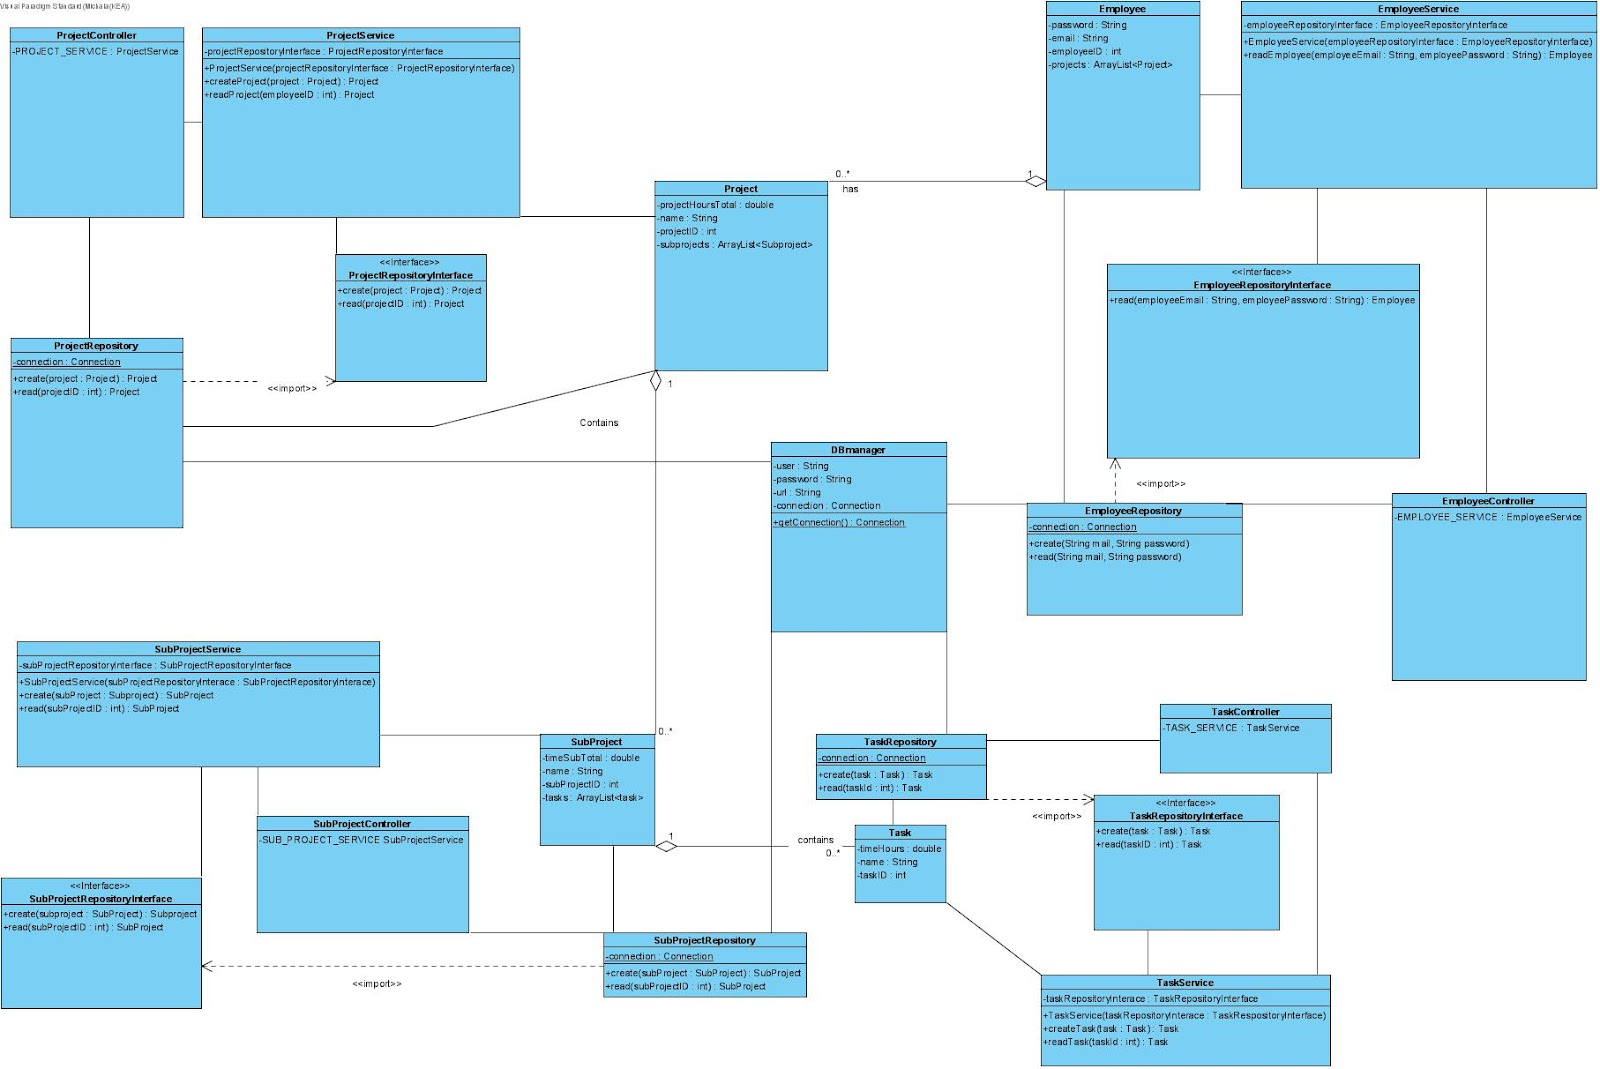 Visual Paradigm Standard (Michala(KEA))
ProjectController
-PROJECT_SERVICE : ProjectService
ProjectService
-projectRepositoryInterface : ProjectRepositoryInterface
+ProjectService(projectRepositoryInterface : ProjectRepositoryInterface)
+createProject(project : Project) : Project
+readProject(employeeID : int) : Project
Employee
-password : String
-email : String
-employeeID : int
-projects : ArrayList<Project>
EmployeeService
-employeeRepositoryInterface : EmployeeRepositoryInterface
+EmployeeService(employeeRepositoryInterface : EmployeeRepositoryInterface)
+readEmployee(employeeEmail : String, employeePassword : String) : Employee
0..*
has
1
Project
-projectHoursTotal : double
-name : String
-projectID : int
-subprojects : ArrayList<Subproject>
<<Interface>>
ProjectRepositoryInterface
+create(project : Project) : Project
+read(projectID : int) : Project
<<Interface>>
EmployeeRepositoryInterface
+read(employeeEmail : String, employeePassword : String) : Employee
ProjectRepository
-connection : Connection
+create(project : Project) : Project
+read(projectID : int) : Project
<<import>>
1
Contains
DBmanager
-user : String
-password : String
-url : String
-connection : Connection
+getConnection() : Connection
<<import>>
EmployeeRepository
-connection : Connection
+create(String mail, String password)
+read(String mail, String password)
EmployeeController
-EMPLOYEE_SERVICE : EmployeeService
SubProjectService
-subProjectRepositoryInterface : SubProjectRepositoryInterface
+SubProjectService(subProjectRepositoryInterace : SubProjectRepositoryInterace)
+create(subProject : Subproject) : SubProject
+read(subProjectID : int) : SubProject
0..*
SubProject
-timeSubTotal : double
-name : String
-subProjectID : int
-tasks : ArrayList<task>
TaskRepository
-connection : Connection
+create(task : Task) : Task
+read(taskId : int) : Task
TaskController
-TASK_SERVICE : TaskService
<<import>>
<<Interface>>
TaskRepositoryInterface
+create(task : Task) : Task
+read(taskID : int) : Task
SubProjectController
-SUB_PROJECT_SERVICE SubProjectService
1
contains
0..*
Task
-timeHours : double
-name : String
-taskID : int
<<Interface>>
SubProjectRepositoryInterface
+create(subproject : SubProject) : Subproject
+read(subProjectID : int) : SubProject
<<import>>
SubProjectRepository
-connection : Connection
+create(subProject : SubProject) : SubProject
+read(subProjectID : int) : SubProject
TaskService
-taskRepositoryInterace : TaskRepositoryInterface
+TaskService(taskRepositoryInterace : TaskRespositoryInterface)
+createTask(task : Task) : Task
+readTask(taskId : int) : Task